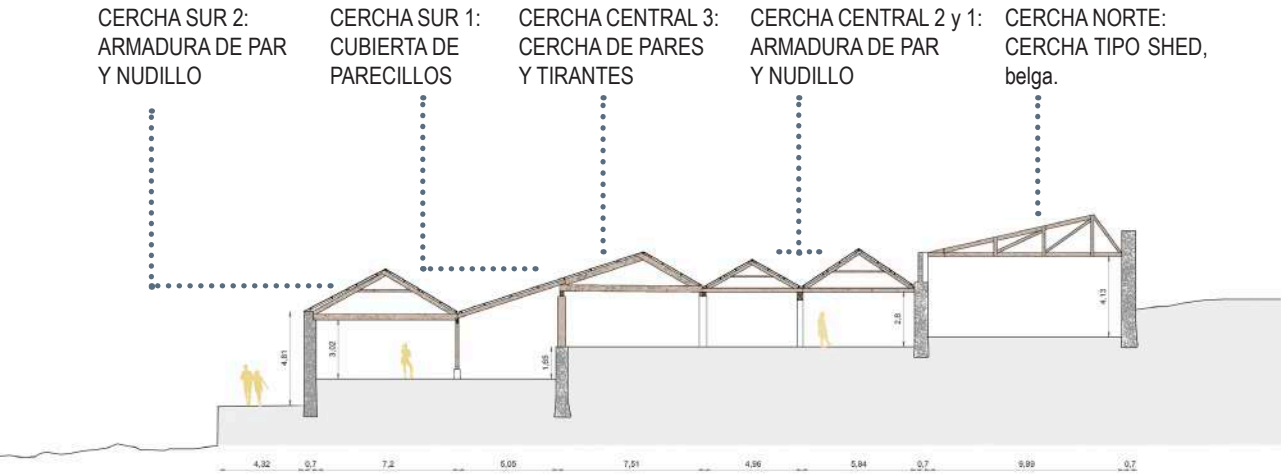 CERCHA SUR 2:
ARMADURA DE PAR
Y NUDILLO
CERCHA SUR 1:
CUBIERTA DE
PARECILLOS
CERCHA CENTRAL 3:
CERCHA DE PARES
Y TIRANTES
CERCHA CENTRAL 2 y 1:
ARMADURA DE PAR
Y NUDILLO
CERCHA NORTE:
CERCHA TIPO SHED,
belga.
4,81
3,02
1,65
2,8
4,13
4,32 0,7 7,2 5,05 7,51 4,96 5,84 0,7 9,99 0,7